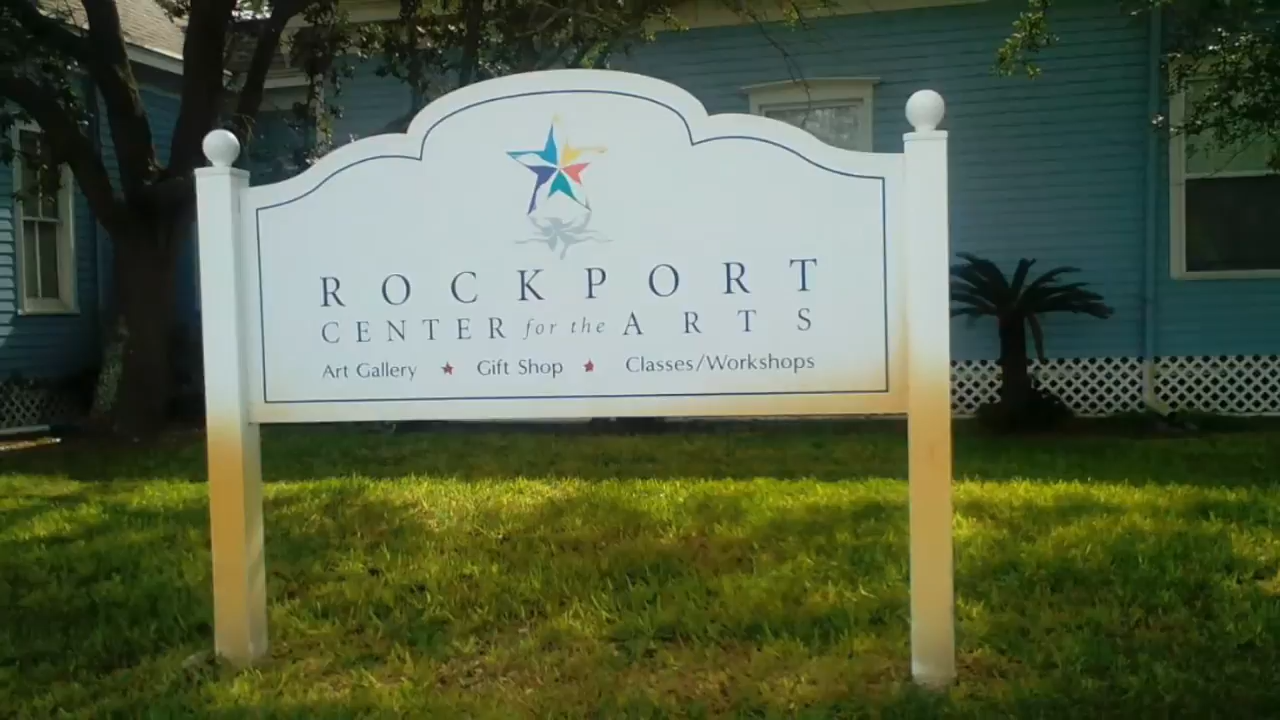 ROCKPORT
CENTER for the ARTS
Art Gallery ★ Gift Shop ★ Classes/Workshops